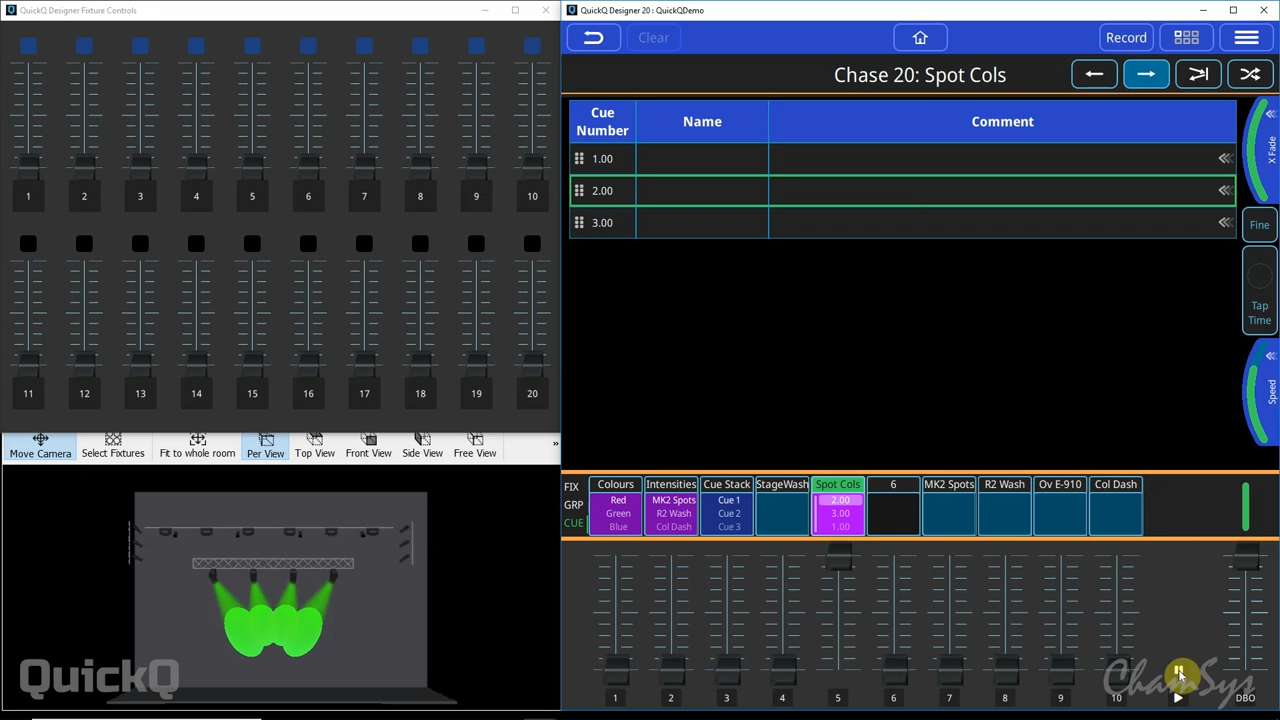 QuickQ Designer Fixture Controls
1 2 3 4 5 6 7 8 9 10
11 12 13 14 15 16 17 18 19 20
Move Camera Select Fixtures Fit to whole room Per View Top View Front View Side View Free View
QuickQ
QuickQ Designer 20 : QuickQDemo
Clear Record
Chase 20: Spot Cols
Cue Number Name Comment
1.00
2.00
3.00
X Fade
Fine
Tap Time
Speed
FIX
GRP
CUE
Colours Intensities Cue Stack StageWash Spot Cols 6 MK2 Spots R2 Wash Ov E-910 Col Dash
Red MK2 Spots Cue 1 2.00
Green R2 Wash Cue 2 3.00
Blue Col Dash Cue 3 1.00
1 2 3 4 5 6 7 8 9 10 DBO
ChamSys